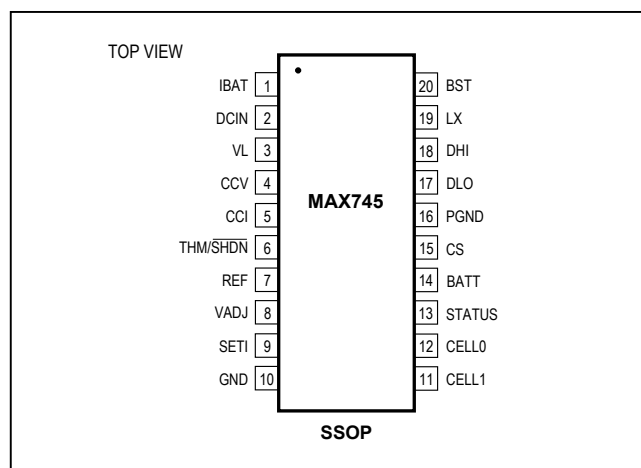 TOP VIEW
IBAT 1
DCIN 2
VL 3
CCV 4
CCI 5
THM/SHDN 6
REF 7
VADJ 8
SETI 9
GND 10
MAX745
20 BST
19 LX
18 DHI
17 DLO
16 PGND
15 CS
14 BATT
13 STATUS
12 CELL0
11 CELL1
SSOP